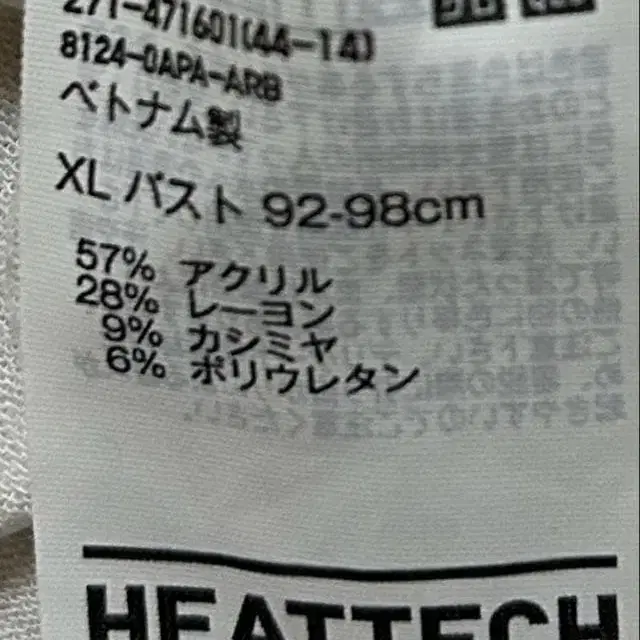 271-471601(44-14)
8124-0APA-ARB
ベトナム製
XL バスト 92-98cm
57% アクリル
28% レーヨン
9% カシミヤ
6% ポリウレタン
HEATTECH